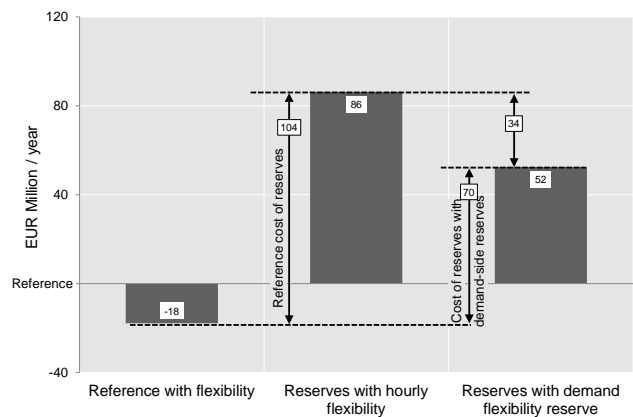 120
80
40
Reference
-40
EUR Million / year
-18
104
Reference cost of reserves
86
70
Cost of reserves with
demand-side reserves
34
52
Reference with flexibility
Reserves with hourly
flexibility
Reserves with demand
flexibility reserve